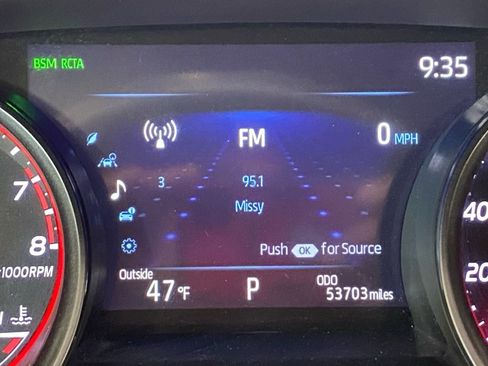 BSM RCTA
9:35
FM
0 MPH
3
95.1
Missy
Push OK for Source
Outside
47°F
P
ODO
53703 miles
7
8
1000RPM
40
20